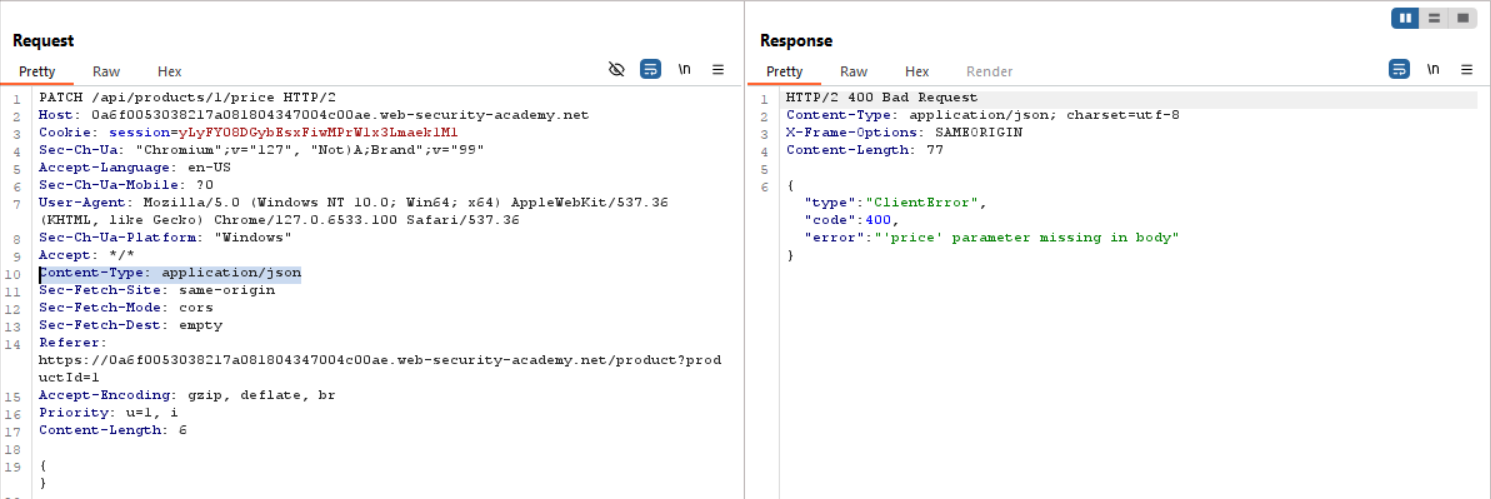 Request
Pretty Raw Hex
\n
1 PATCH /api/products/1/price HTTP/2
2 Host: 0a6f0053038217a081804347004c00ae.web-security-academy.net
3 Cookie: session=yLyFYO8DGybEsxFiwMPrWlx3Lmaek1Ml
4 Sec-Ch-Ua: "Chromium";v="127", "Not)A;Brand";v="99"
5 Accept-Language: en-US
6 Sec-Ch-Ua-Mobile: ?0
7 User-Agent: Mozilla/5.0 (Windows NT 10.0; Win64; x64) AppleWebKit/537.36
(KHTML, like Gecko) Chrome/127.0.6533.100 Safari/537.36
8 Sec-Ch-Ua-Platform: "Windows"
9 Accept: */*
10 Content-Type: application/json
11 Sec-Fetch-Site: same-origin
12 Sec-Fetch-Mode: cors
13 Sec-Fetch-Dest: empty
14 Referer:
https://0a6f0053038217a081804347004c00ae.web-security-academy.net/product?prod
uctId=1
15 Accept-Encoding: gzip, deflate, br
16 Priority: u=1, i
17 Content-Length: 6
18
19 {
}
Response
Pretty Raw Hex Render
\n
1 HTTP/2 400 Bad Request
2 Content-Type: application/json; charset=utf-8
3 X-Frame-Options: SAMEORIGIN
4 Content-Length: 77
5
6 {
"type":"ClientError",
"code":400,
"error":"'price' parameter missing in body"
}